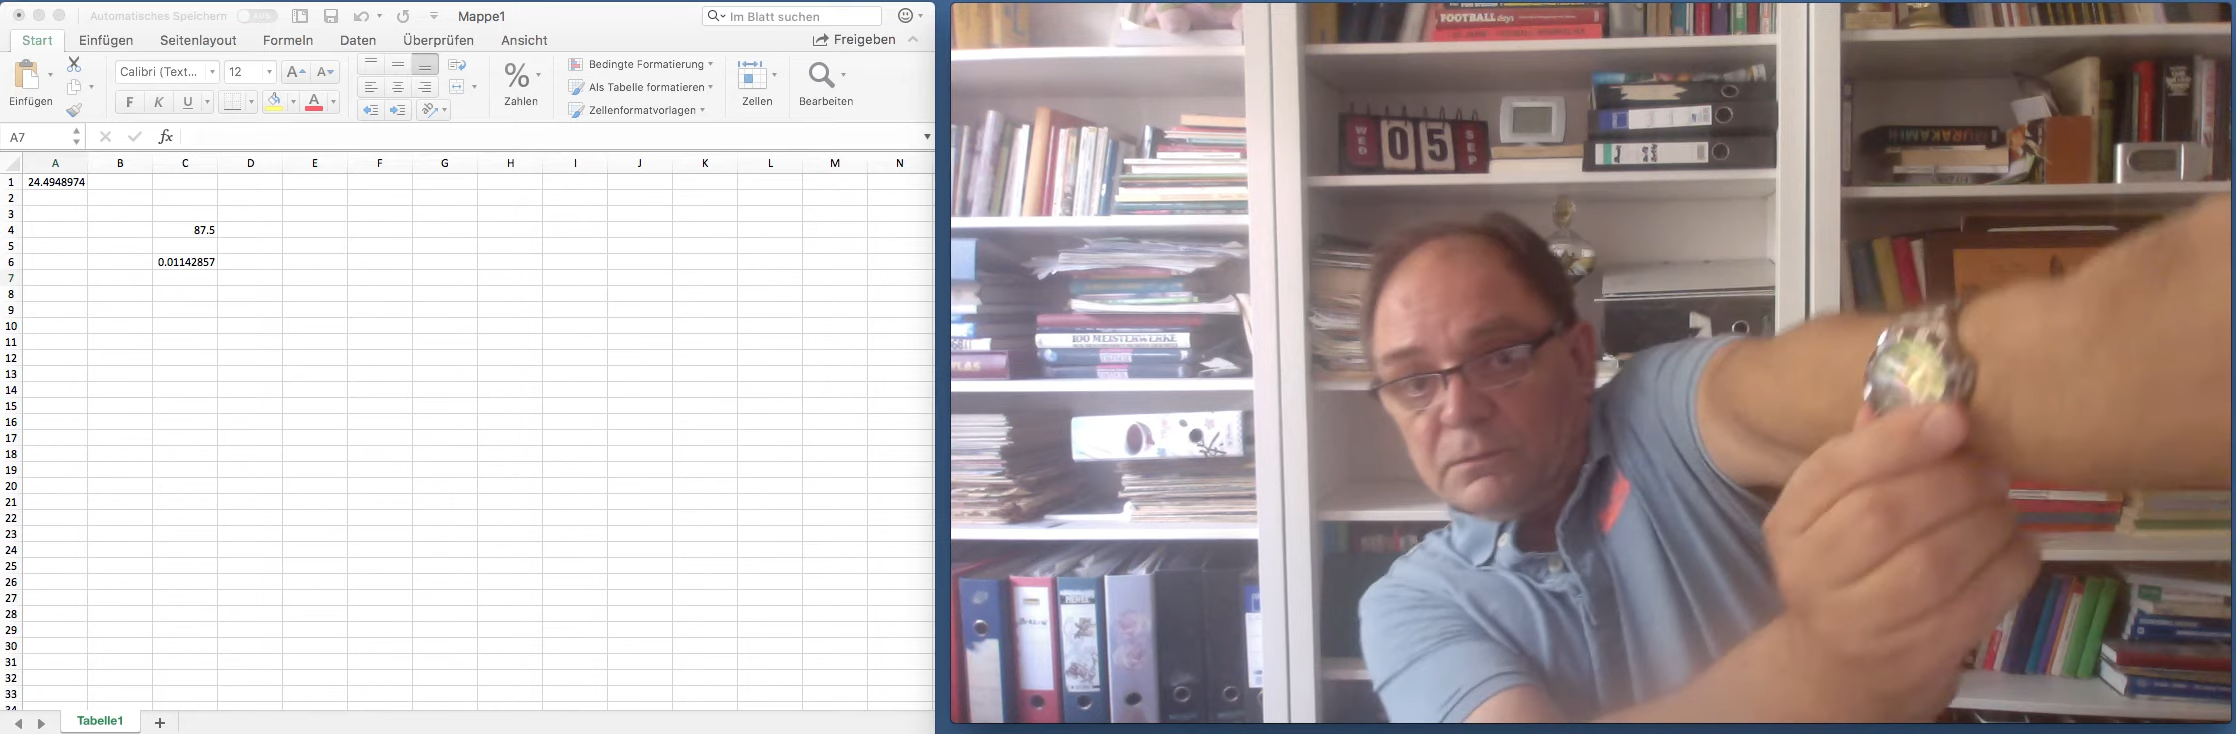 Automatisches Speichern
Mappe1
Im Blatt suchen
Start
Einfügen
Seitenlayout
Formeln
Daten
Überprüfen
Ansicht
Freigeben
Einfügen
Calibri (Text...
12
A
A
F
K
U
A
%
Zahlen
Bedingte Formatierung
Als Tabelle formatieren
Zellenformatvorlagen
Zellen
Bearbeiten
A7
fx
A B C D E F G H I J K L M N
1 24.4948974
2
3
4 87.5
5
6 0.01142857
7
8
9
10
11
12
13
14
15
16
17
18
19
20
21
22
23
24
25
26
27
28
29
30
31
32
33
34
Tabelle1
+
FOOTBALL days
WED 05 SEP
MURAKAMI
100 MEISTERWERKE